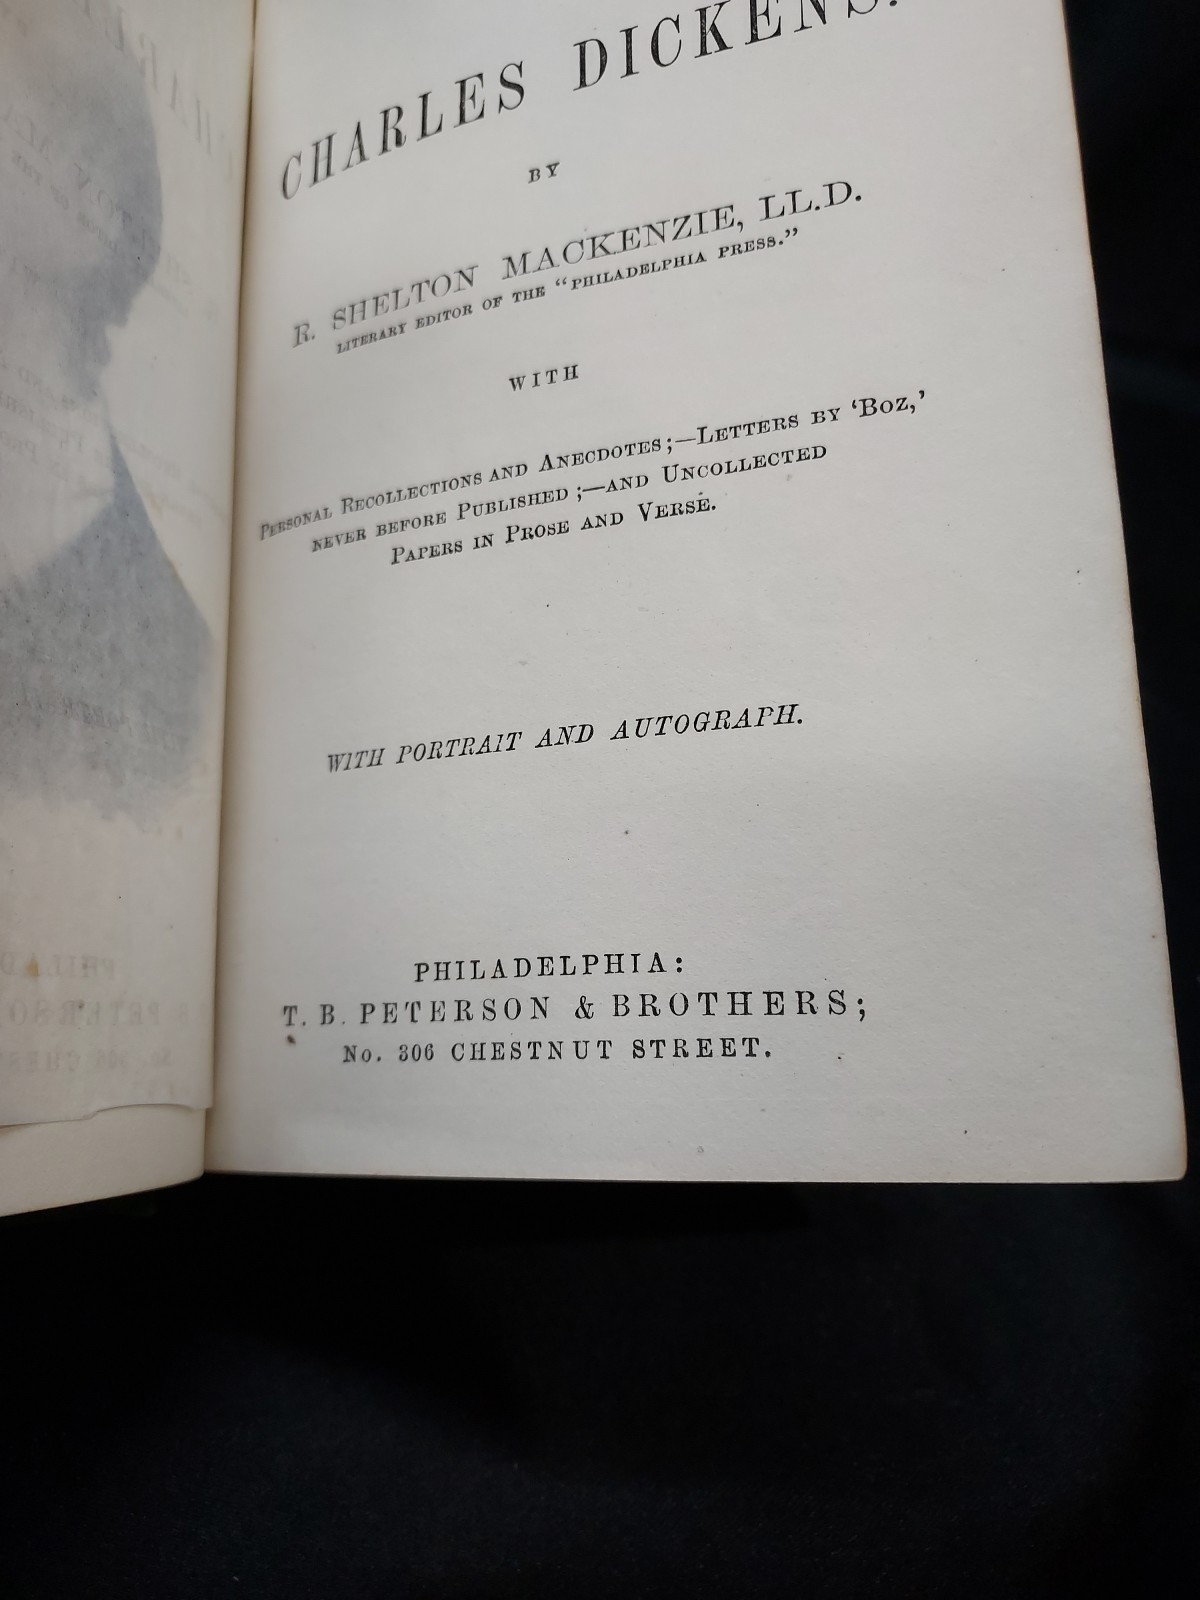 CHARLES DICKENS.
BY
R. SHELTON MACKENZIE, LL.D.
LITERARY EDITOR OF THE "PHILADELPHIA PRESS."
WITH
PERSONAL RECOLLECTIONS AND ANECDOTES;—LETTERS BY 'BOZ,'
NEVER BEFORE PUBLISHED;—AND UNCOLLECTED
PAPERS IN PROSE AND VERSE.
WITH PORTRAIT AND AUTOGRAPH.
PHILADELPHIA:
T. B. PETERSON & BROTHERS;
No. 306 CHESTNUT STREET.